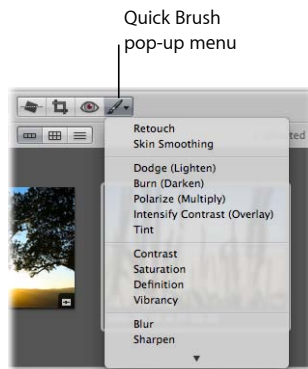 Quick Brush
pop-up menu
Retouch
Skin Smoothing
Dodge (Lighten)
Burn (Darken)
Polarize (Multiply)
Intensify Contrast (Overlay)
Tint
Contrast
Saturation
Definition
Vibrancy
Blur
Sharpen